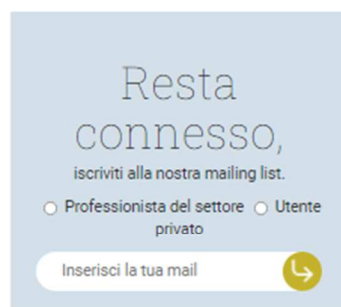 Resta
connesso,
iscriviti alla nostra mailing list.
Professionista del settore Utente
privato
Inserisci la tua mail